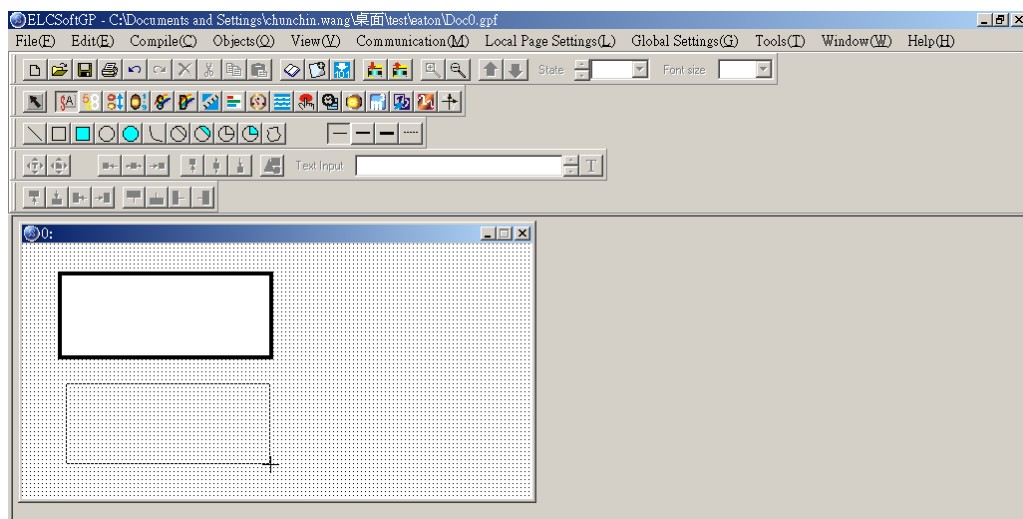 ELCSoftGP - C:\Documents and Settings\chunchin.wang\桌面\test\eaton\Doc0.gpf
File(F) Edit(E) Compile(C) Objects(O) View(V) Communication(M) Local Page Settings(L) Global Settings(G) Tools(T) Window(W) Help(H)
State Font size
Text Input T
0: